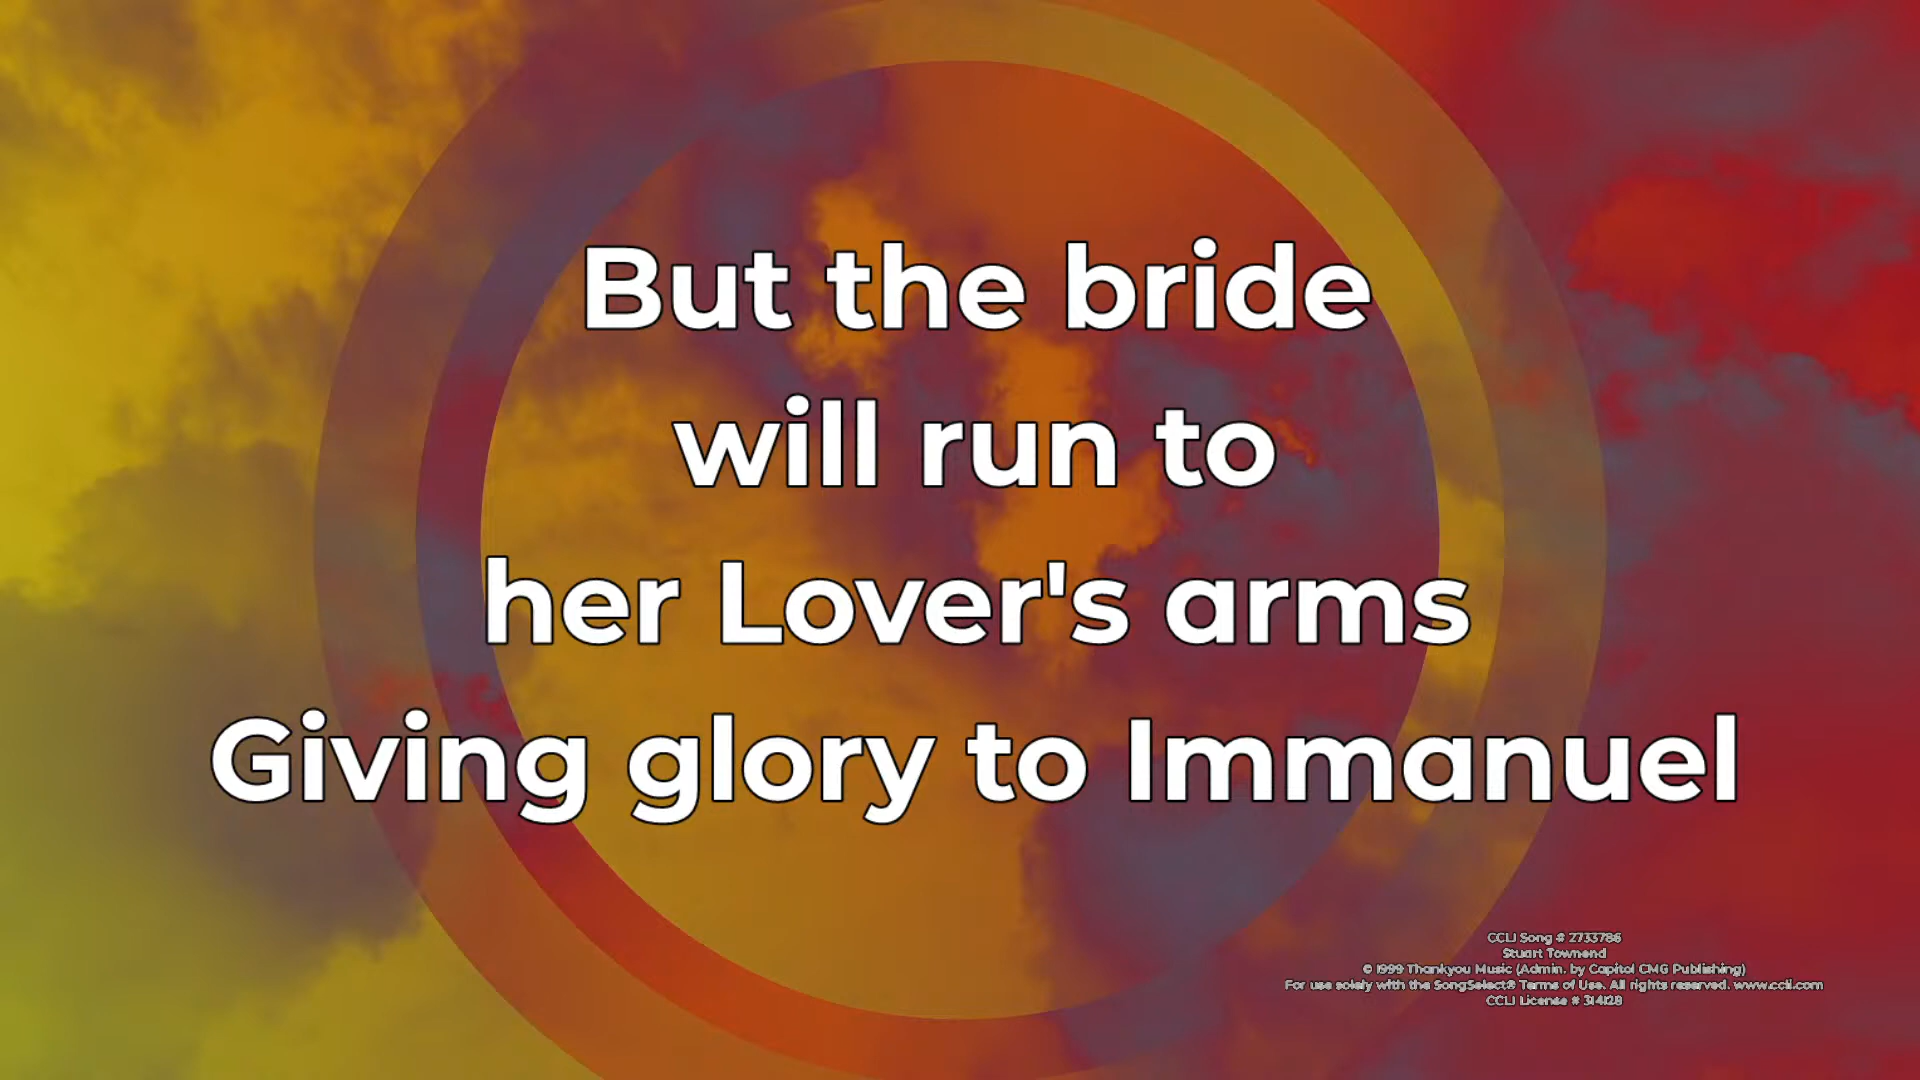 But the bride
will run to
her Lover's arms
Giving glory to Immanuel
CCLI Song # 2733786
Stuart Townend
© 1999 Thankyou Music (Admin. by Capitol CMG Publishing)
For use solely with the SongSelect® Terms of Use. All rights reserved. www.ccli.com
CCLI License # 314128